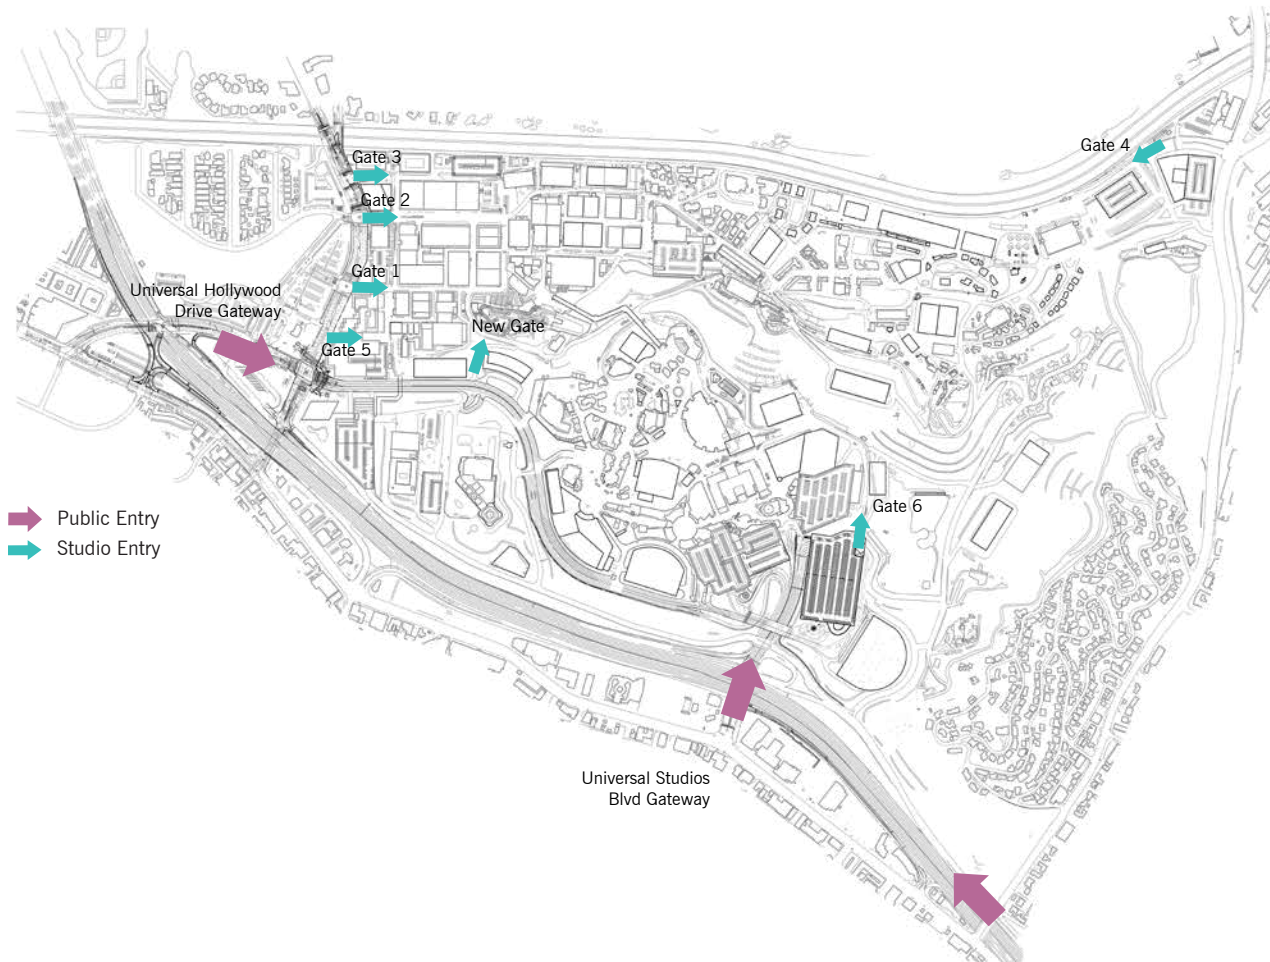 Gate 4
Gate 3
Gate 2
Gate 1
Universal Hollywood
Drive Gateway
New Gate
Gate 5
Gate 6
Public Entry
Studio Entry
Universal Studios
Blvd Gateway